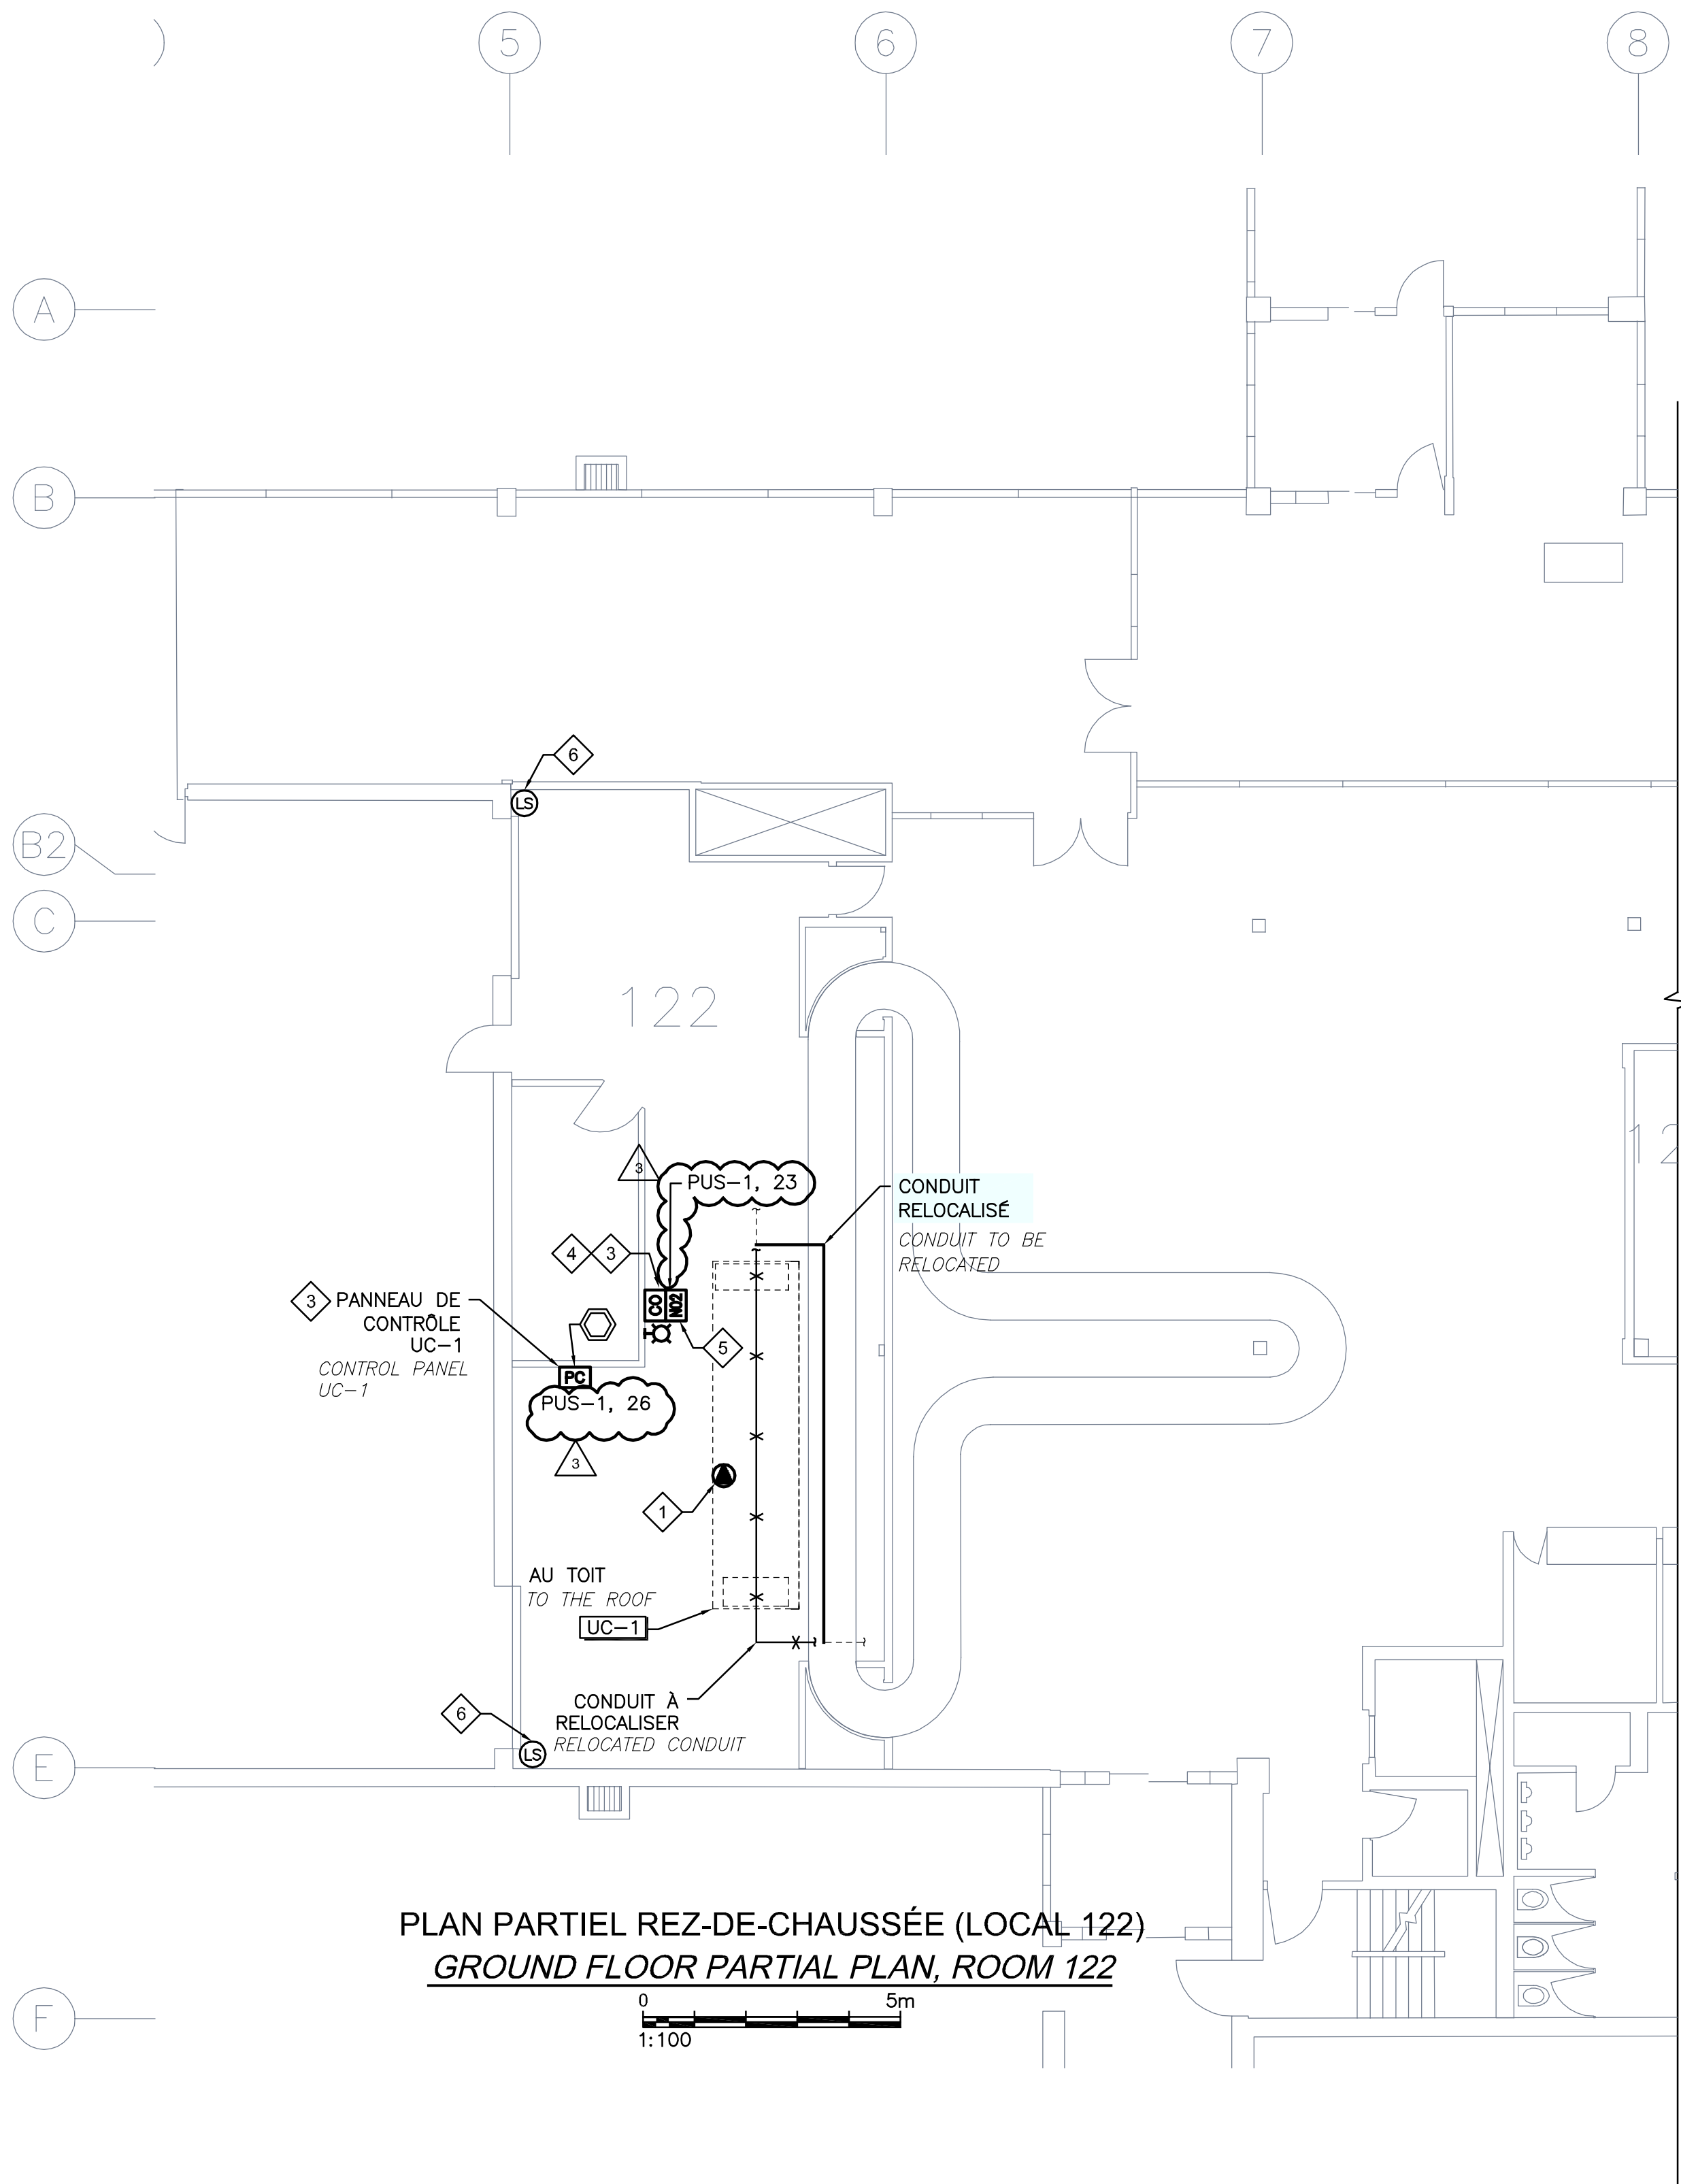 5
6
7
8
A
B
B2
C
E
F
6
LS
122
12
3
PUS-1, 23
CONDUIT
RELOCALISÉ
CONDUIT TO BE
RELOCATED
4
3
CO
NO2
3
PANNEAU DE
CONTRÔLE
UC-1
CONTROL PANEL
UC-1
5
PC
PUS-1, 26
3
1
AU TOIT
TO THE ROOF
UC-1
CONDUIT À
RELOCALISER
RELOCATED CONDUIT
6
LS
PLAN PARTIEL REZ-DE-CHAUSSÉE (LOCAL 122)
GROUND FLOOR PARTIAL PLAN, ROOM 122
0
5m
1:100